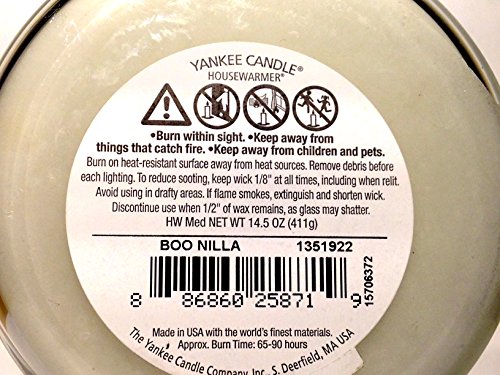 YANKEE CANDLE®
HOUSEWARMER®
•Burn within sight. •Keep away from
things that catch fire. •Keep away from children and pets.
Burn on heat-resistant surface away from heat sources. Remove debris before
each lighting. To reduce sooting, keep wick 1/8" at all times, including when relit.
Avoid using in drafty areas. If flame smokes, extinguish and shorten wick.
Discontinue use when 1/2" of wax remains, as glass may shatter.
HW Med NET WT 14.5 OZ (411g)
BOO NILLA 1351922
8 86860 25871 9
15706372
Made in USA with the world's finest materials.
Approx. Burn Time: 65-90 hours
The Yankee Candle Company, Inc., S. Deerfield, MA USA